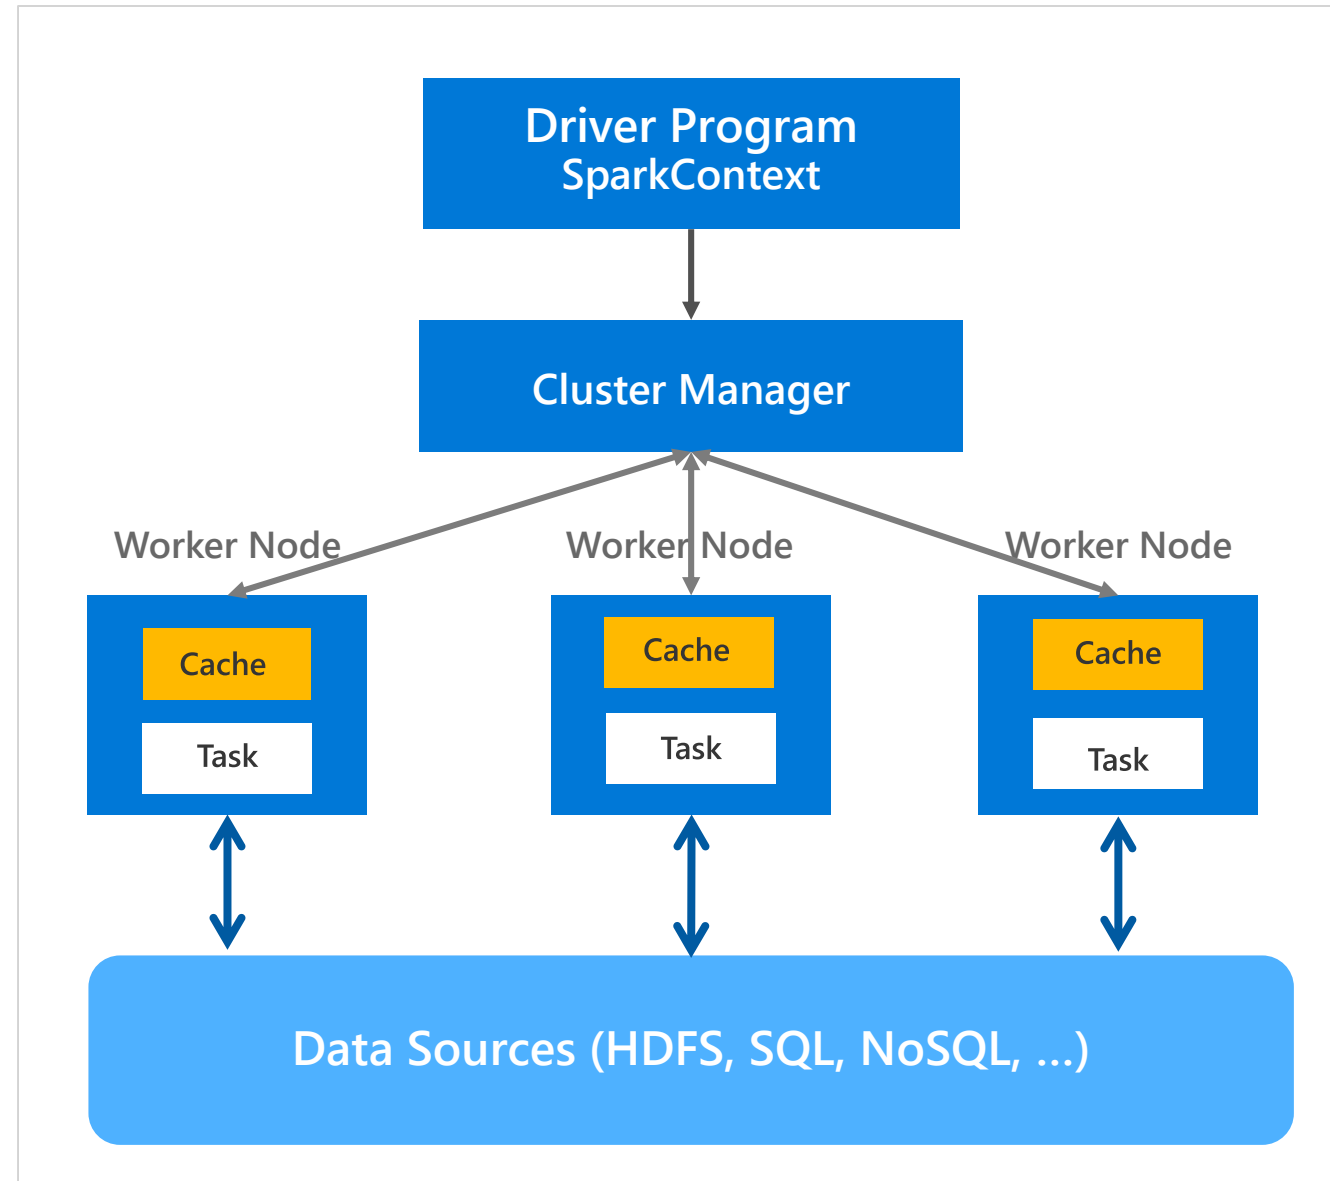 Driver Program
SparkContext
Cluster Manager
Worker Node
Worker Node
Worker Node
Cache
Cache
Cache
Task
Task
Task
Data Sources (HDFS, SQL, NoSQL, ...)